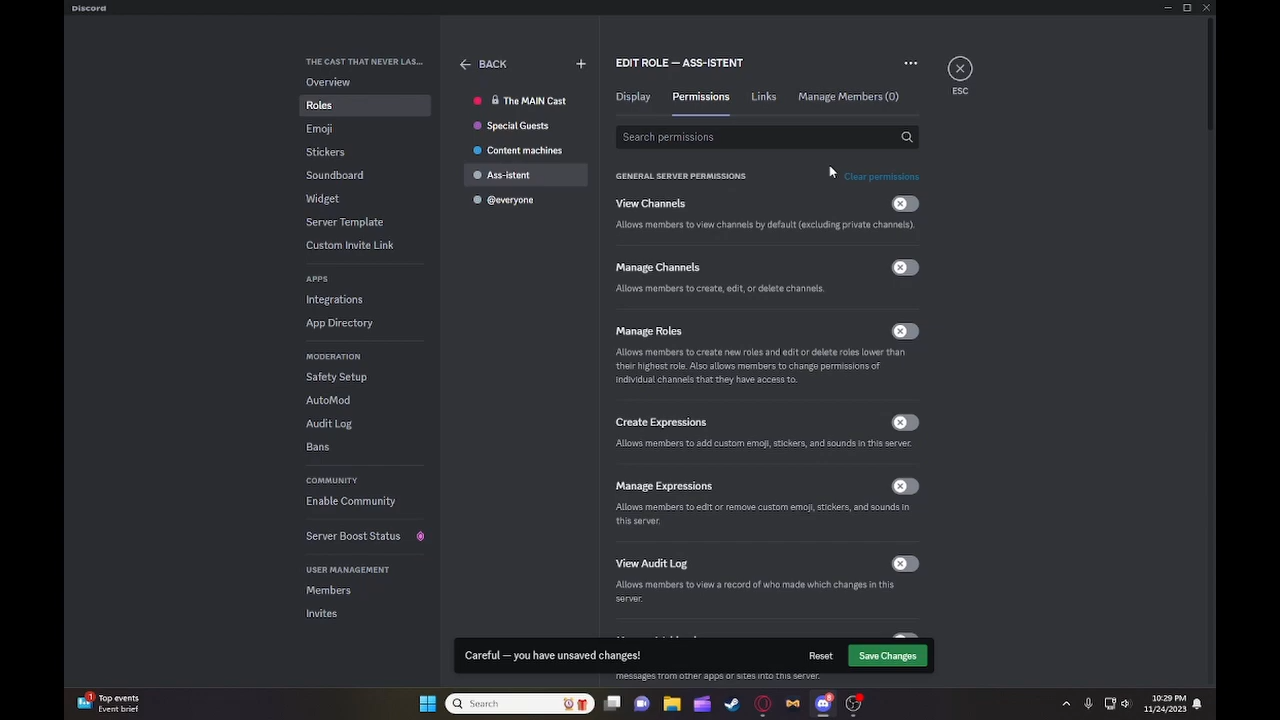 Discord
THE CAST THAT NEVER LAS...
Overview
Roles
Emoji
Stickers
Soundboard
Widget
Server Template
Custom Invite Link
APPS
Integrations
App Directory
MODERATION
Safety Setup
AutoMod
Audit Log
Bans
COMMUNITY
Enable Community
Server Boost Status
USER MANAGEMENT
Members
Invites
BACK
The MAIN Cast
Special Guests
Content machines
Ass-istent
@everyone
EDIT ROLE — ASS-ISTENT
ESC
Display Permissions Links Manage Members (0)
Search permissions
GENERAL SERVER PERMISSIONS Clear permissions
View Channels
Allows members to view channels by default (excluding private channels).
Manage Channels
Allows members to create, edit, or delete channels.
Manage Roles
Allows members to create new roles and edit or delete roles lower than
their highest role. Also allows members to change permissions of
individual channels that they have access to.
Create Expressions
Allows members to add custom emoji, stickers, and sounds in this server.
Manage Expressions
Allows members to edit or remove custom emoji, stickers, and sounds in
this server.
View Audit Log
Allows members to view a record of who made which changes in this
server.
Careful — you have unsaved changes! Reset Save Changes
messages from other apps or sites into this server.
1
Top events
Event brief
Search
8
10:29 PM
11/24/2023